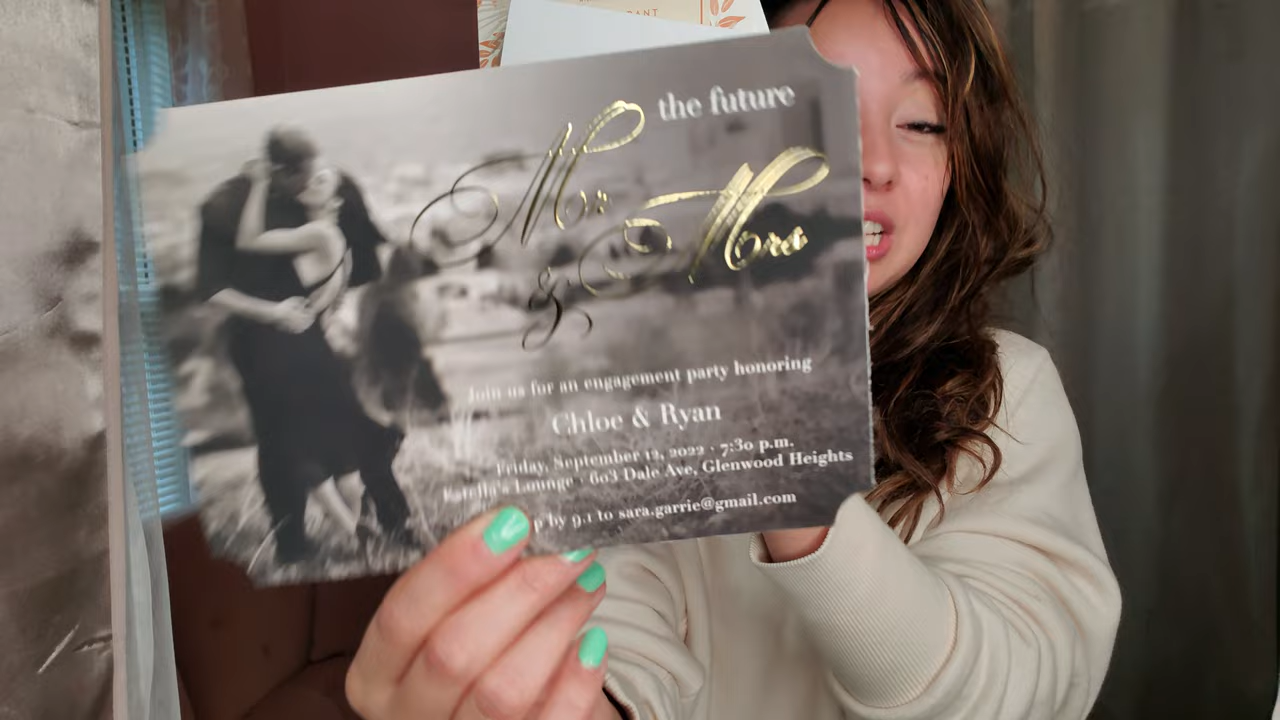 the future
Mr
& Mrs
Join us for an engagement party honoring
Chloe & Ryan
Friday, September 12, 2022 · 7:30 p.m.
Estella's Lounge · 603 Dale Ave, Glenwood Heights
by 9.1 to sara.garrie@gmail.com